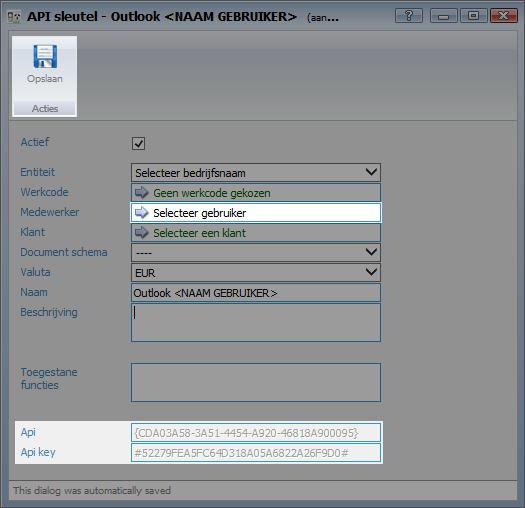 API sleutel - Outlook <NAAM GEBRUIKER> (aan...
Opslaan
Acties
Actief
Entiteit Selecteer bedrijfsnaam
Werkcode Geen werkcode gekozen
Medewerker Selecteer gebruiker
Klant Selecteer een klant
Document schema ----
Valuta EUR
Naam Outlook <NAAM GEBRUIKER>
Beschrijving
Toegestane
functies
Api {CDA03A58-3A51-4454-A920-46818A900095}
Api key #52279FEA5FC64D318A05A6822A26F9D0#
This dialog was automatically saved